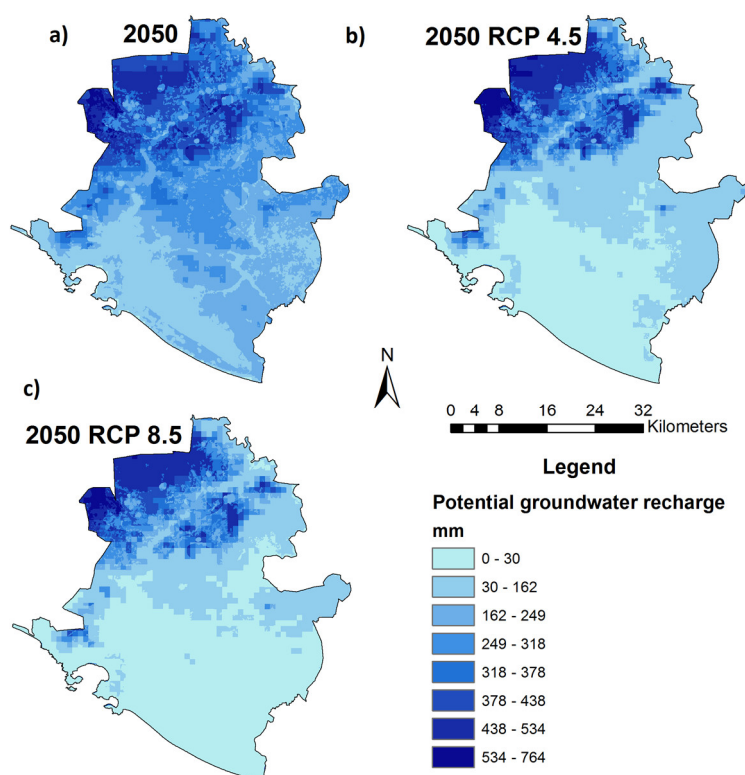 a)
2050
b)
2050 RCP 4.5
c)
2050 RCP 8.5
N
0 4 8 16 24 32
Kilometers
Legend
Potential groundwater recharge
mm
0 - 30
30 - 162
162 - 249
249 - 318
318 - 378
378 - 438
438 - 534
534 - 764